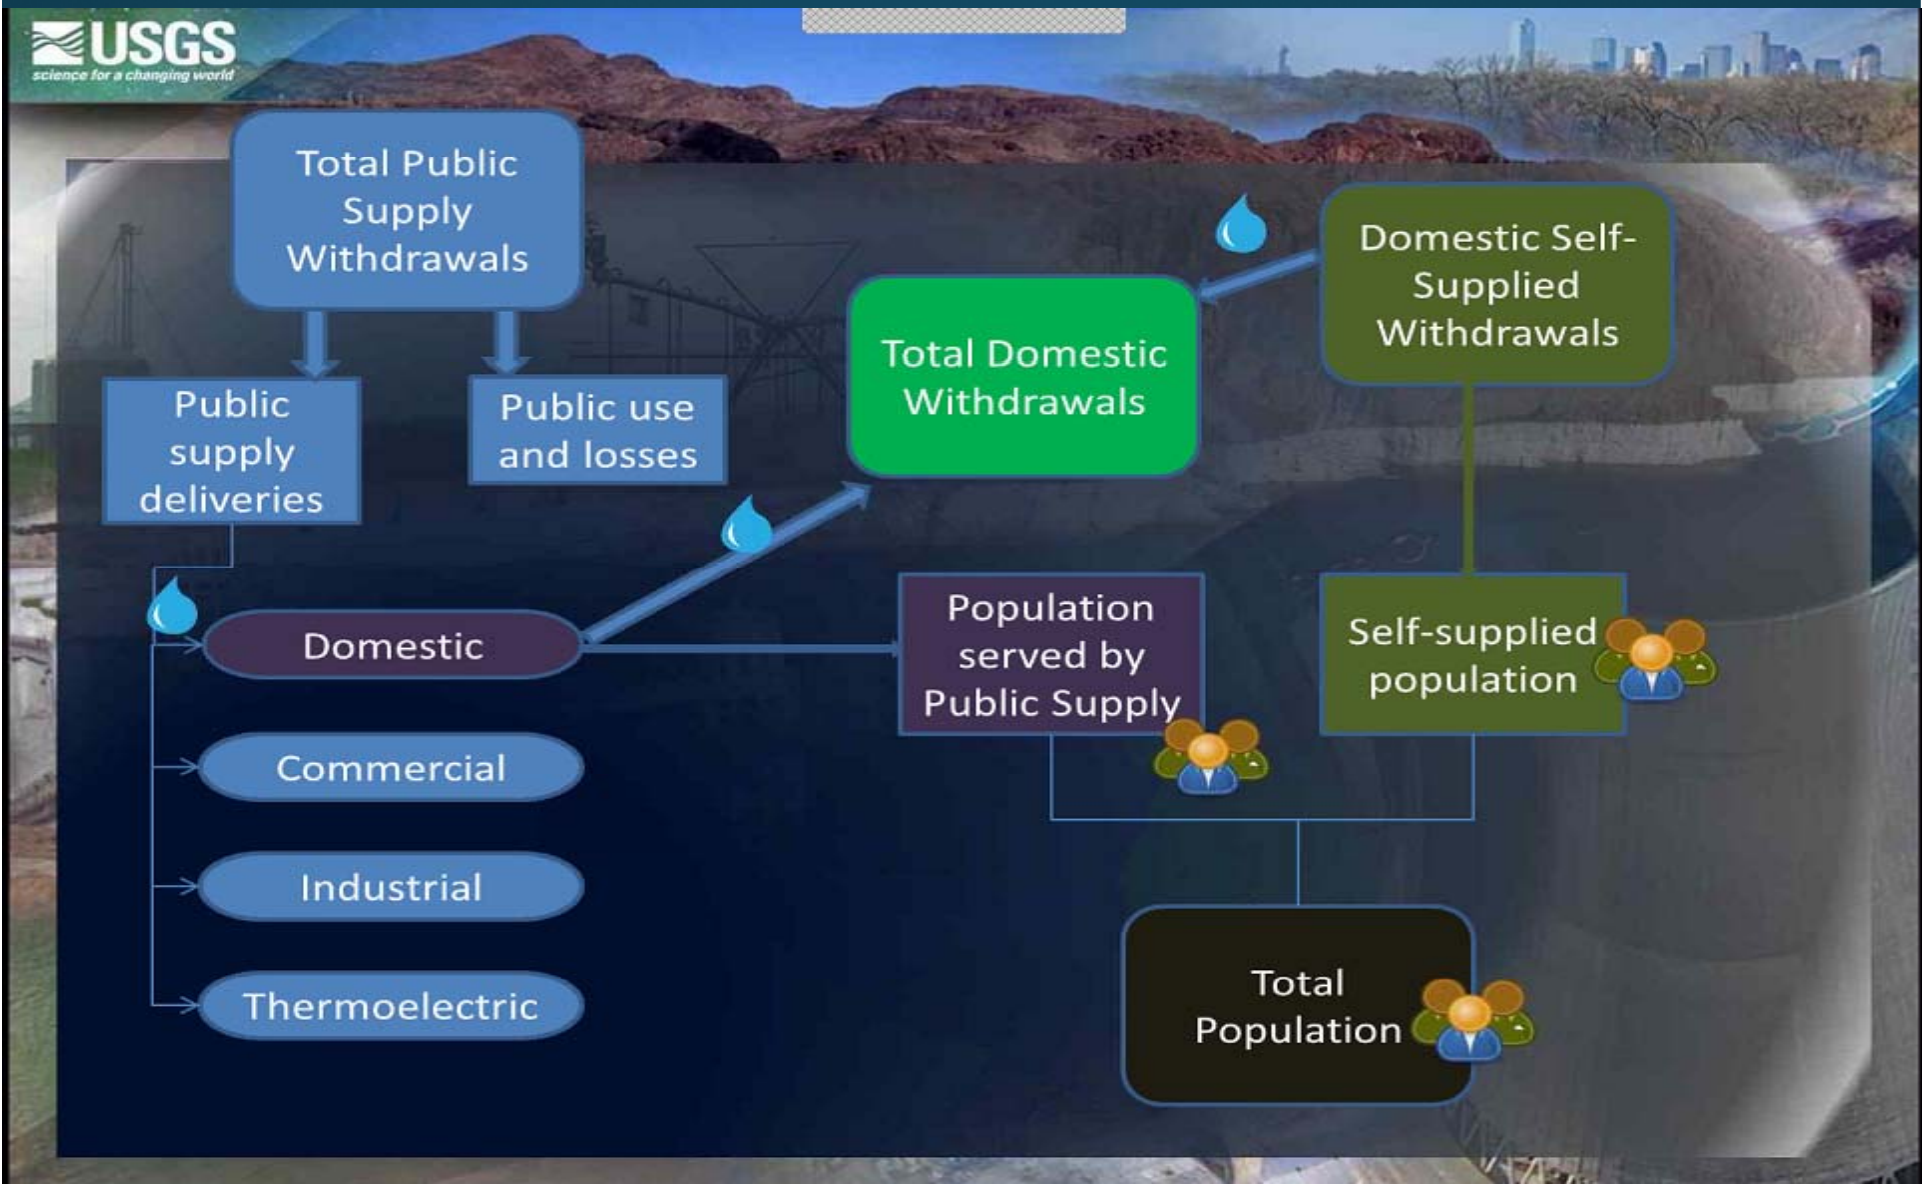 USGS
science for a changing world
Total Public
Supply
Withdrawals
Domestic Self-
Supplied
Withdrawals
Total Domestic
Withdrawals
Public
supply
deliveries
Public use
and losses
Domestic
Population
served by
Public Supply
Self-supplied
population
Commercial
Industrial
Thermoelectric
Total
Population